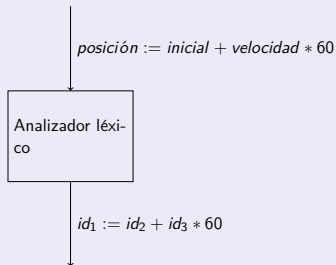 posición := inicial + velocidad ∗ 60
Analizador léxi-
co
id₁ := id₂ + id₃ ∗ 60